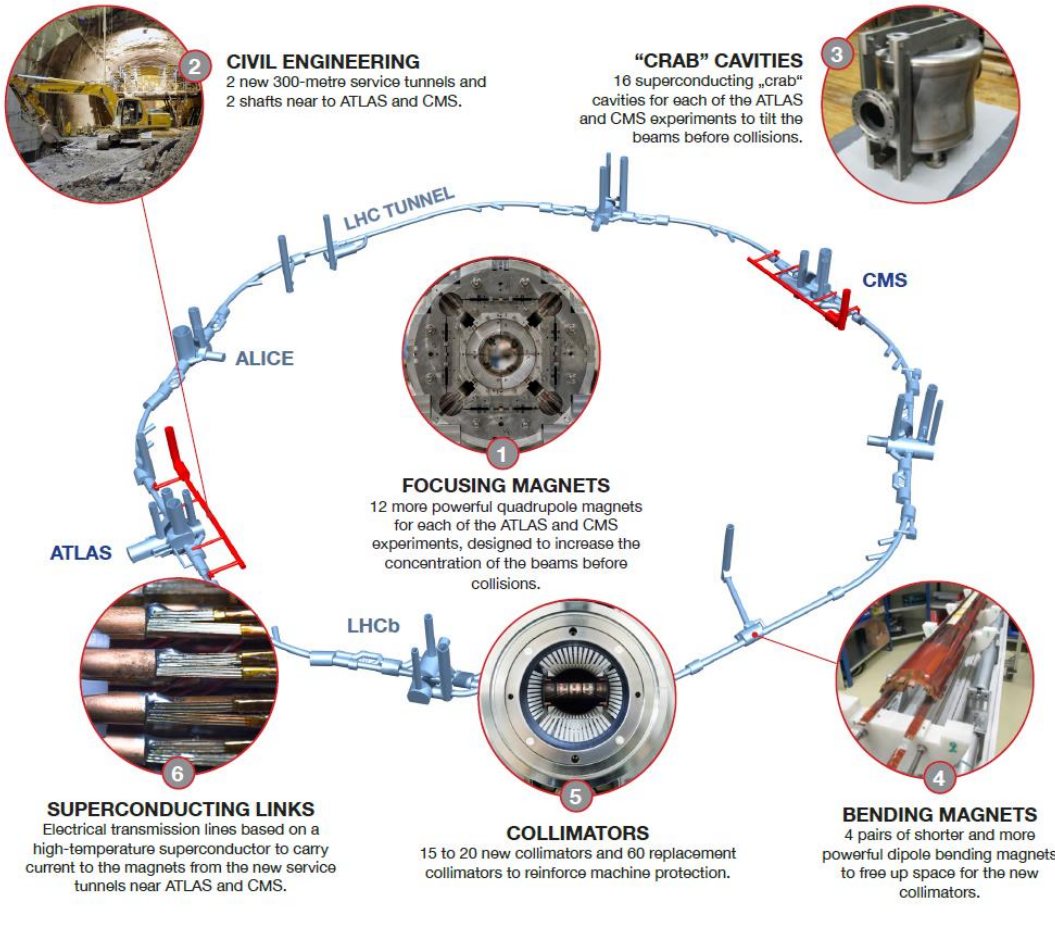 2
CIVIL ENGINEERING
2 new 300-metre service tunnels and
2 shafts near to ATLAS and CMS.
“CRAB” CAVITIES
16 superconducting „crab“
cavities for each of the ATLAS
and CMS experiments to tilt the
beams before collisions.
3
LHC TUNNEL
CMS
ALICE
1
FOCUSING MAGNETS
12 more powerful quadrupole magnets
for each of the ATLAS and CMS
experiments, designed to increase the
concentration of the beams before
collisions.
ATLAS
LHCb
6
SUPERCONDUCTING LINKS
Electrical transmission lines based on a
high-temperature superconductor to carry
current to the magnets from the new service
tunnels near ATLAS and CMS.
5
COLLIMATORS
15 to 20 new collimators and 60 replacement
collimators to reinforce machine protection.
2
4
BENDING MAGNETS
4 pairs of shorter and more
powerful dipole bending magnets
to free up space for the new
collimators.